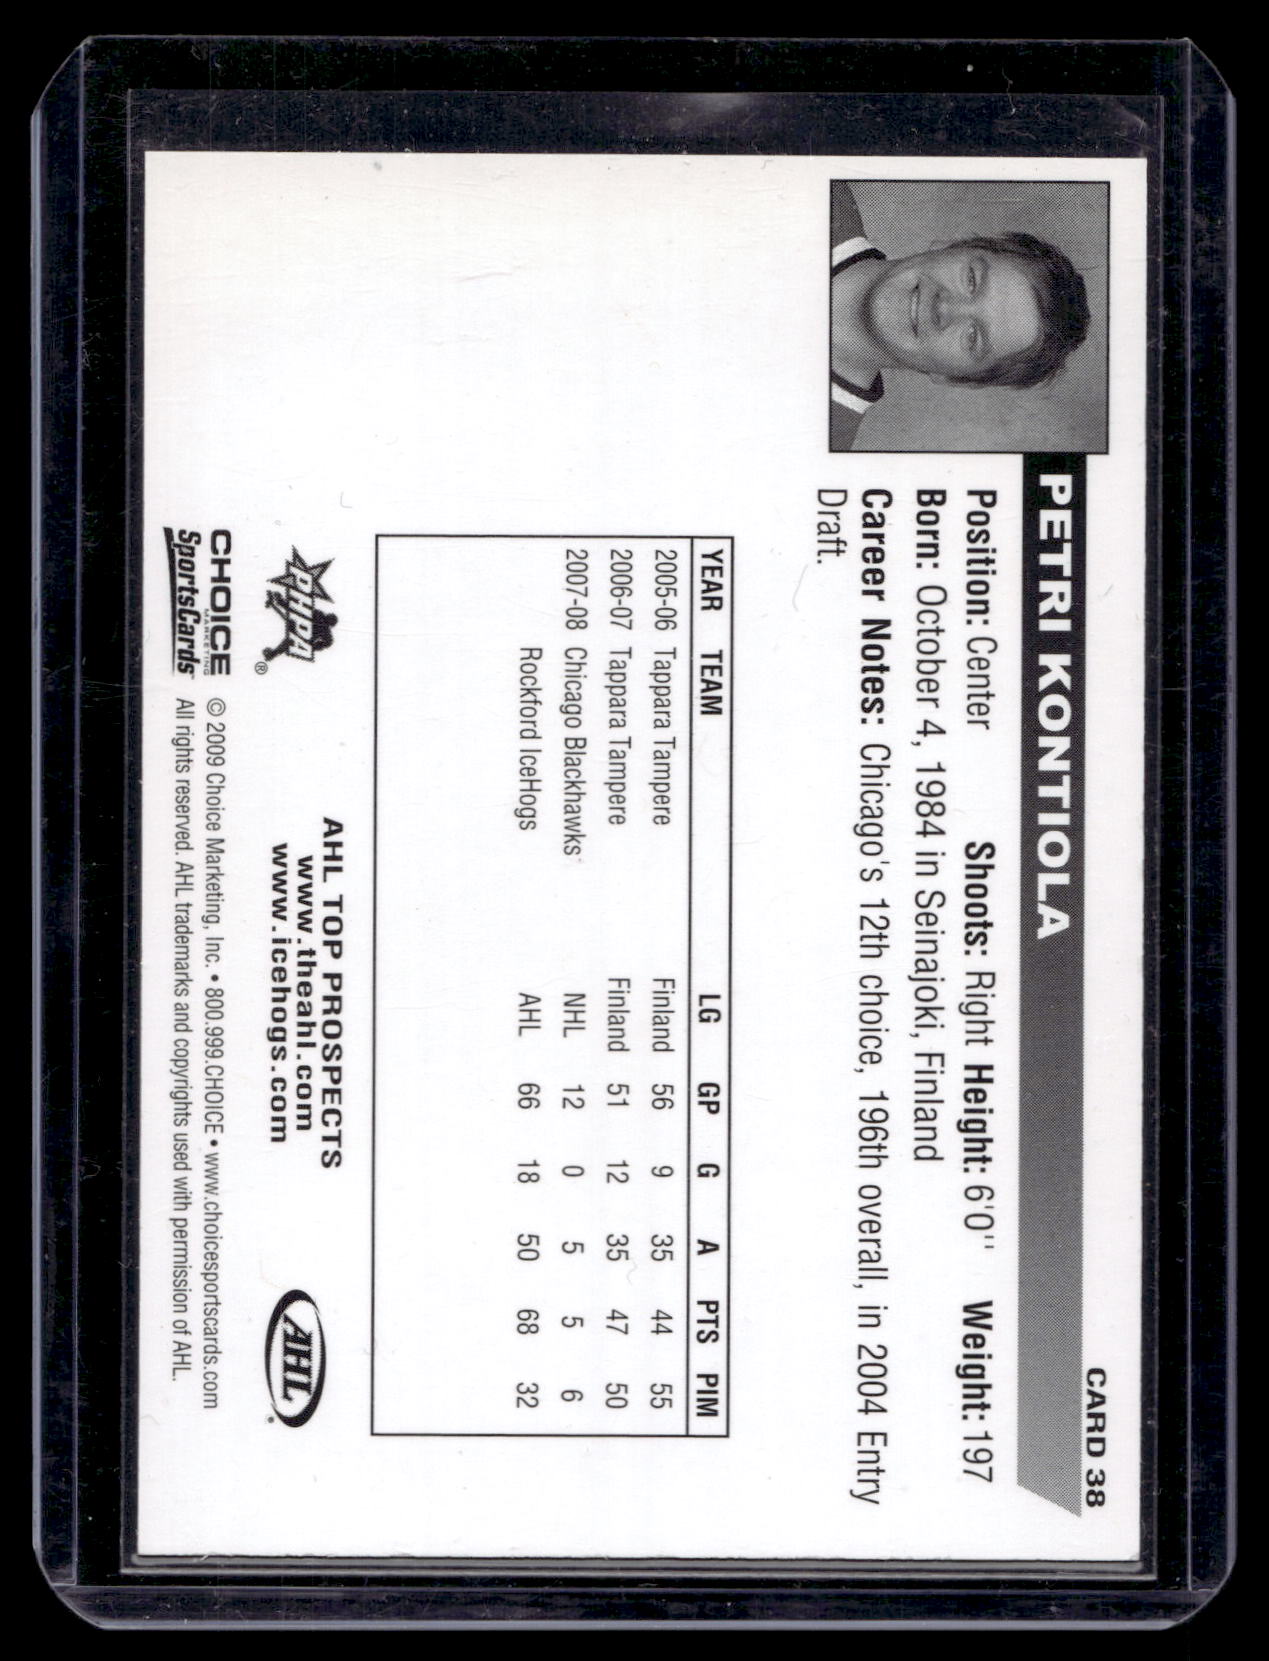 CARD 38
PETRI KONTIOLA
Position: Center Shoots: Right Height: 6'0" Weight: 197
Born: October 4, 1984 in Seinajoki, Finland
Career Notes: Chicago's 12th choice, 196th overall, in 2004 Entry
Draft.
YEAR TEAM LG GP G A PTS PIM
2005-06 Tappara Tampere Finland 56 9 35 44 55
2006-07 Tappara Tampere Finland 51 12 35 47 50
2007-08 Chicago Blackhawks NHL 12 0 5 5 6
Rockford IceHogs AHL 66 18 50 68 32
PHPA ®
AHL TOP PROSPECTS
www.theahl.com
www.icehogs.com
AHL
CHOICE
MARKETING
SportsCards
© 2009 Choice Marketing, Inc. • 800.999.CHOICE • www.choicesportscards.com
All rights reserved. AHL trademarks and copyrights used with permission of AHL.